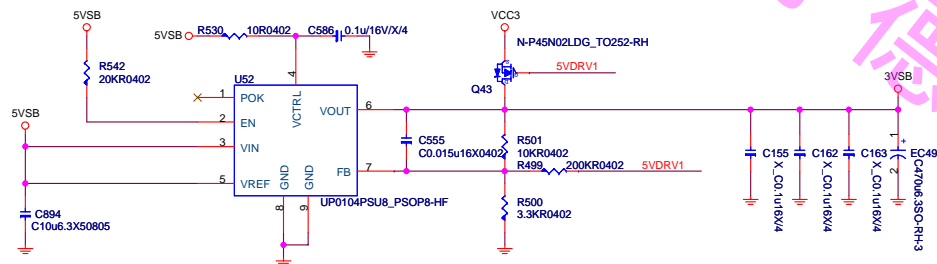 5VSB
R542
20KR0402
5VSB
R530
10R0402
C586
0.1u/16V/X/4
U52
1
POK
2
EN
3
VIN
5
VREF
4
VCTRL
VOUT
6
FB
7
GND
GND
8
9
UP0104PSU8_PSOP8-HF
5VSB
C894
C10u6.3X50805
VCC3
N-P45N02LDG_TO252-RH
5VDRV1
Q43
C555
C0.015u16X0402
R501
10KR0402
R499
200KR0402
5VDRV1
R500
3.3KR0402
C155
X_C0.1u16X/4
C162
X_C0.1u16X/4
C163
X_C0.1u16X/4
3VSB
1
+
2
EC49
C470u6.3SO-RH-3